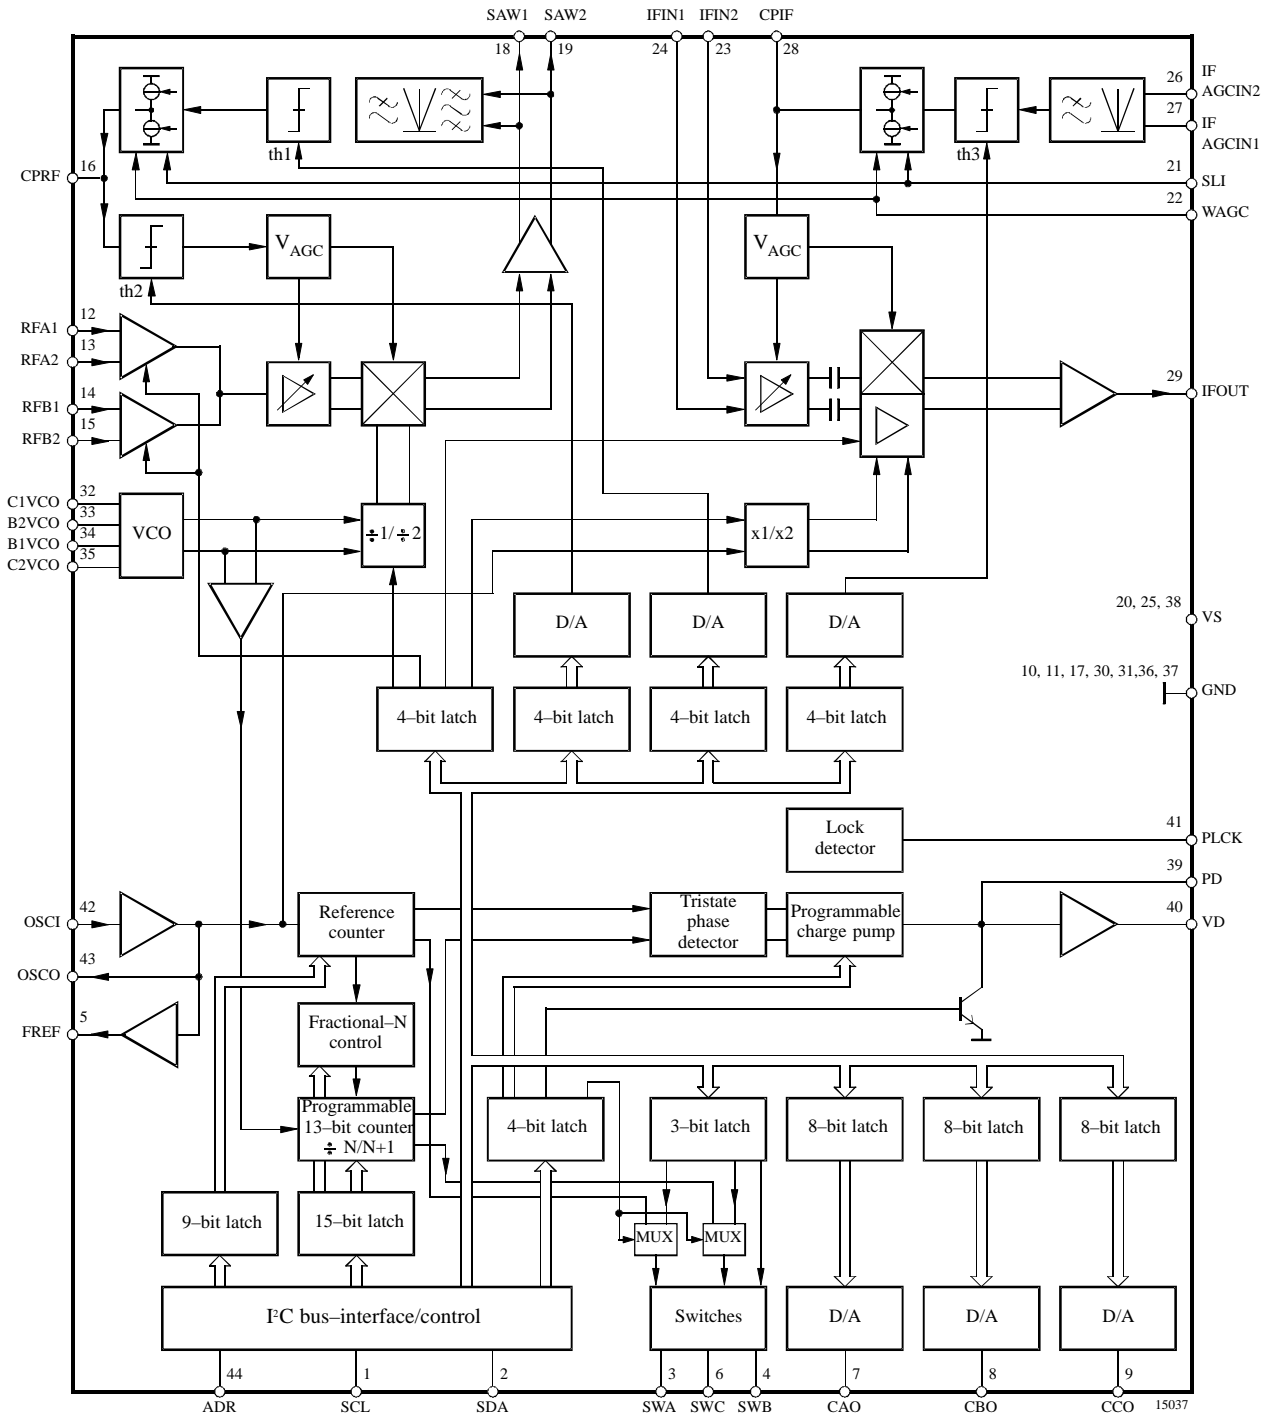 SAW1 SAW2 IFIN1 IFIN2 CPIF
18 19 24 23 28
26 IF
AGCIN2
27 IF
AGCIN1
th1 th3
16
CPRF
21 SLI
22 WAGC
VAGC VAGC
th2
12
RFA1
13
RFA2
14
RFB1
15
RFB2
29
IFOUT
32
C1VCO
33
B2VCO
34
B1VCO
35
C2VCO
VCO
÷1/÷2
x1/x2
D/A D/A D/A
20, 25, 38 VS
10, 11, 17, 30, 31,36, 37
GND
4–bit latch 4–bit latch 4–bit latch 4–bit latch
Lock
detector
41
PLCK
39
PD
40
VD
42
OSCI
43
OSCO
5
FREF
Reference
counter
Tristate
phase
detector
Programmable
charge pump
Fractional–N
control
Programmable
13–bit counter
÷ N/N+1
4–bit latch 3–bit latch 8–bit latch 8–bit latch 8–bit latch
9–bit latch 15–bit latch
MUX MUX
I²C bus–interface/control
Switches
D/A D/A D/A
44 1 2 3 6 4 7 8 9
ADR SCL SDA SWA SWC SWB CAO CBO CCO
15037